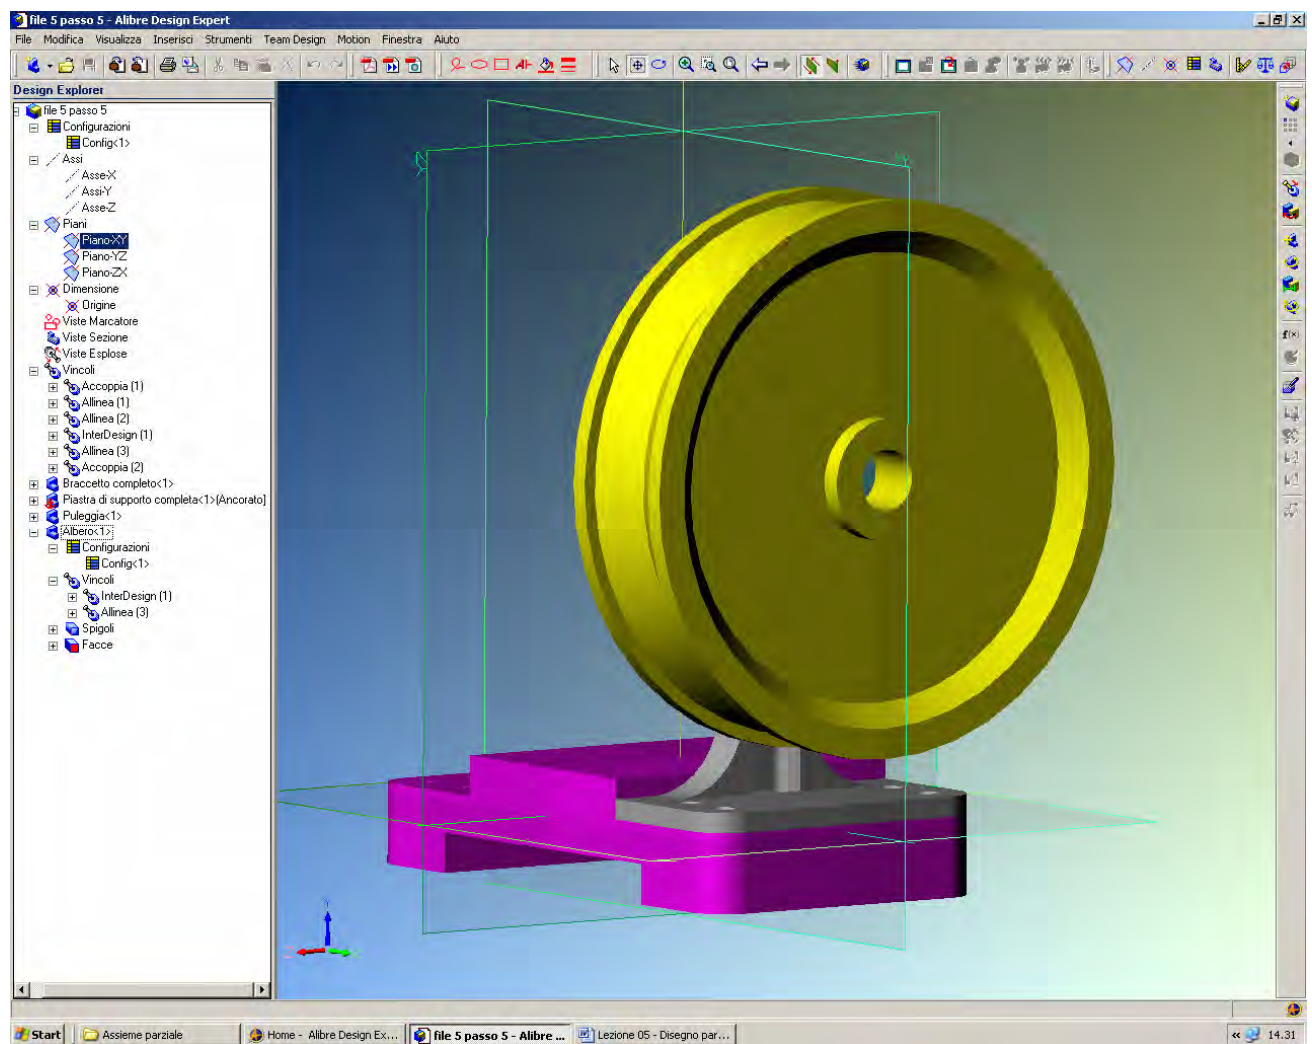 file 5 passo 5 - Alibre Design Expert
File Modifica Visualizza Inserisci Strumenti Team Design Motion Finestra Aiuto
Design Explorer
file 5 passo 5
Configurazioni
Config<1>
Assi
Asse-X
Assi-Y
Asse-Z
Piani
Piano-XY
Piano-YZ
Piano-ZX
Dimensione
Origine
Viste Marcatore
Viste Sezione
Viste Esplose
Vincoli
Accoppia (1)
Allinea (1)
Allinea (2)
InterDesign (1)
Allinea (3)
Accoppia (2)
Braccetto completo<1>
Piastra di supporto completa<1>(Ancorato)
Puleggia<1>
Albero<1>
Configurazioni
Config<1>
Vincoli
InterDesign (1)
Allinea (3)
Spigoli
Facce
f(x)
Start Assieme parziale Home - Alibre Design Ex... file 5 passo 5 - Alibre ... Lezione 05 - Disegno par... « 14.31